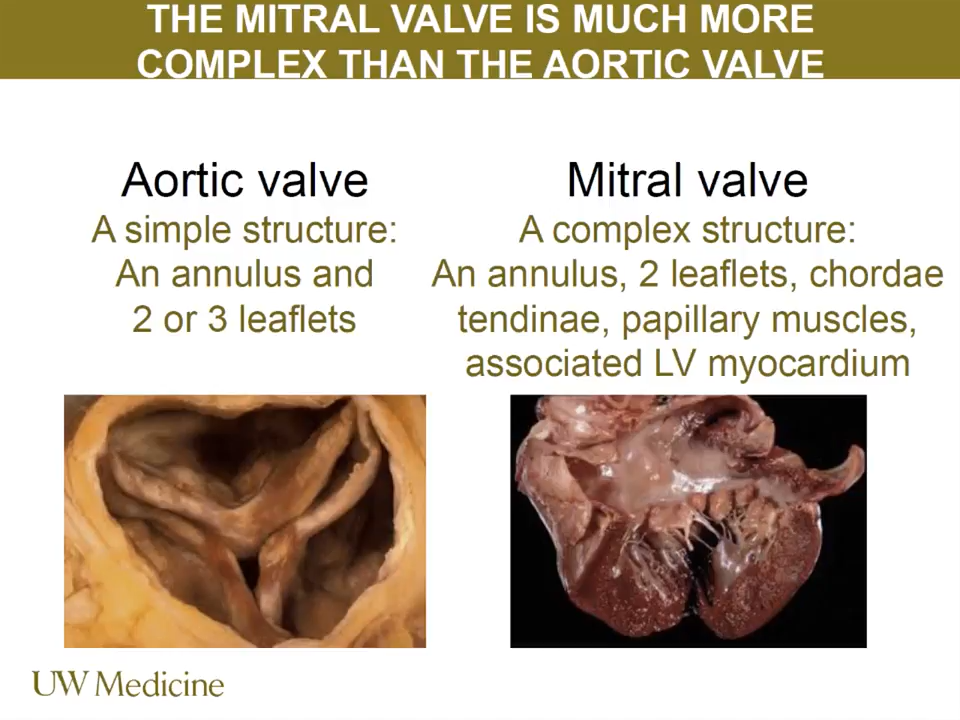 THE MITRAL VALVE IS MUCH MORE
COMPLEX THAN THE AORTIC VALVE
Aortic valve
A simple structure:
An annulus and
2 or 3 leaflets
Mitral valve
A complex structure:
An annulus, 2 leaflets, chordae
tendinae, papillary muscles,
associated LV myocardium
UW Medicine